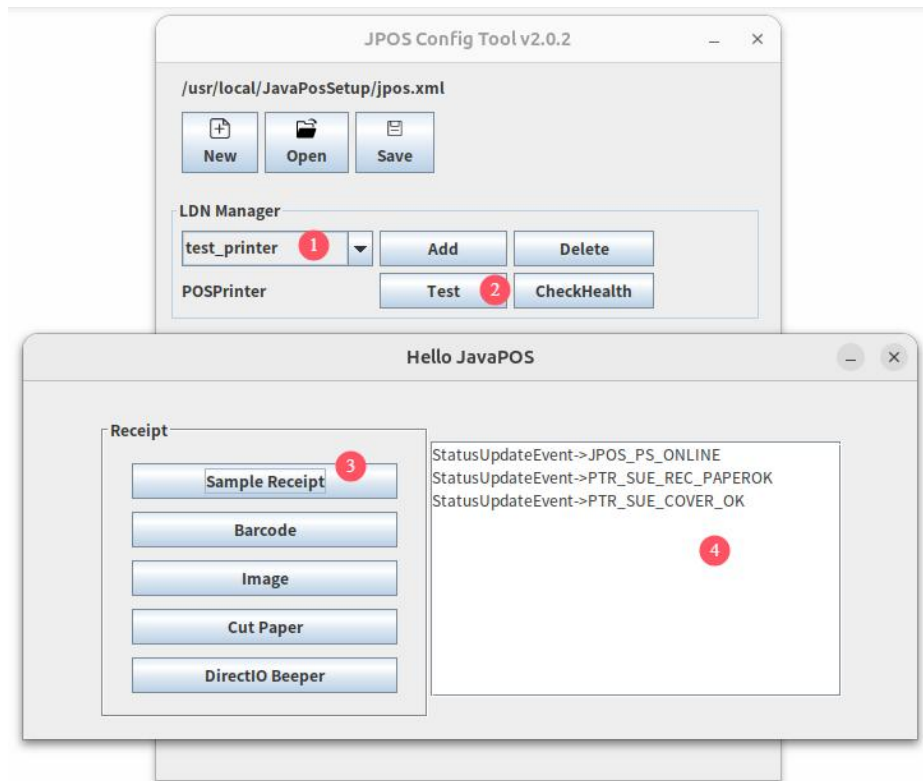 JPOS Config Tool v2.0.2
/usr/local/JavaPosSetup/jpos.xml
New Open Save
LDN Manager
test_printer 1 Add Delete
POSPrinter Test 2 CheckHealth
Hello JavaPOS
Receipt
Sample Receipt 3
Barcode
Image
Cut Paper
DirectIO Beeper
StatusUpdateEvent->JPOS_PS_ONLINE
StatusUpdateEvent->PTR_SUE_REC_PAPEROK
StatusUpdateEvent->PTR_SUE_COVER_OK
4